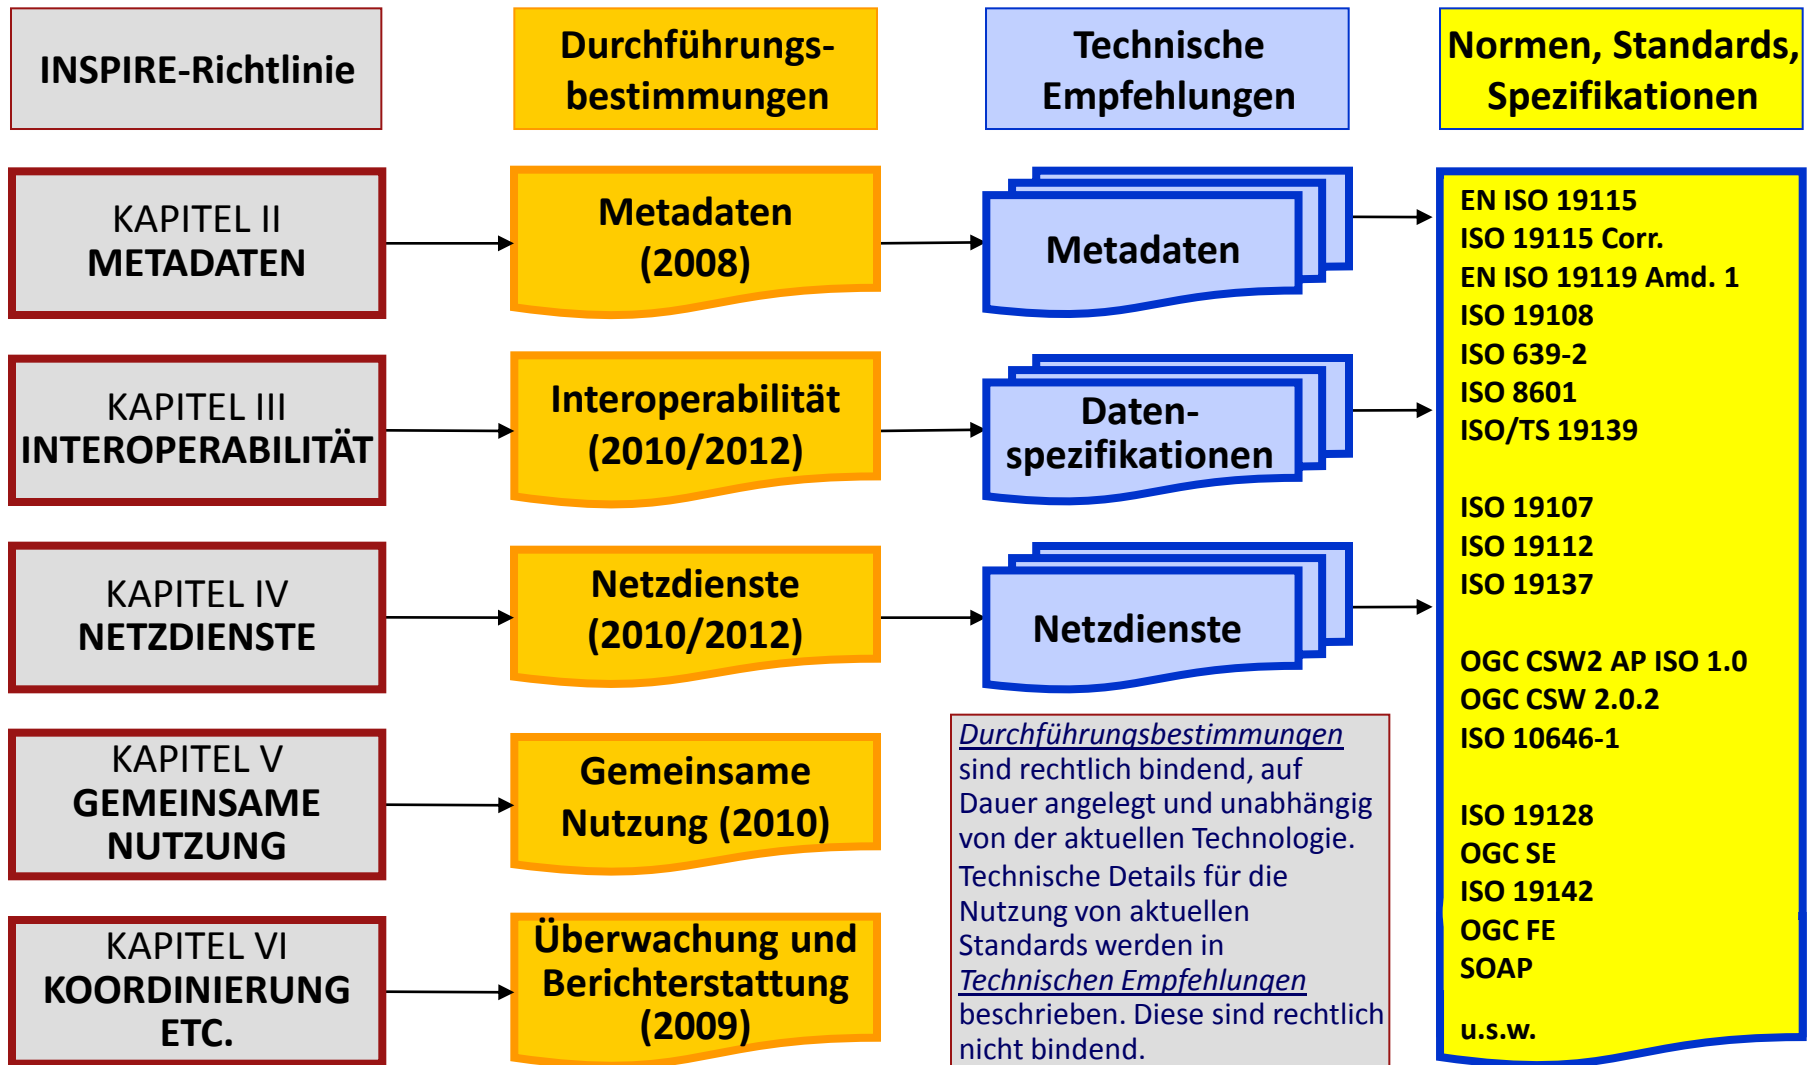 INSPIRE-Richtlinie
Durchführungs-
bestimmungen
Technische
Empfehlungen
Normen, Standards,
Spezifikationen
KAPITEL II
METADATEN
Metadaten
(2008)
Metadaten
KAPITEL III
INTEROPERABILITÄT
Interoperabilität
(2010/2012)
Daten-
spezifikationen
KAPITEL IV
NETZDIENSTE
Netzdienste
(2010/2012)
Netzdienste
KAPITEL V
GEMEINSAME
NUTZUNG
Gemeinsame
Nutzung (2010)
KAPITEL VI
KOORDINIERUNG
ETC.
Überwachung und
Berichterstattung
(2009)
Durchführungsbestimmungen
sind rechtlich bindend, auf
Dauer angelegt und unabhängig
von der aktuellen Technologie.
Technische Details für die
Nutzung von aktuellen
Standards werden in
Technischen Empfehlungen
beschrieben. Diese sind rechtlich
nicht bindend.
EN ISO 19115
ISO 19115 Corr.
EN ISO 19119 Amd. 1
ISO 19108
ISO 639-2
ISO 8601
ISO/TS 19139
ISO 19107
ISO 19112
ISO 19137
OGC CSW2 AP ISO 1.0
OGC CSW 2.0.2
ISO 10646-1
ISO 19128
OGC SE
ISO 19142
OGC FE
SOAP
u.s.w.